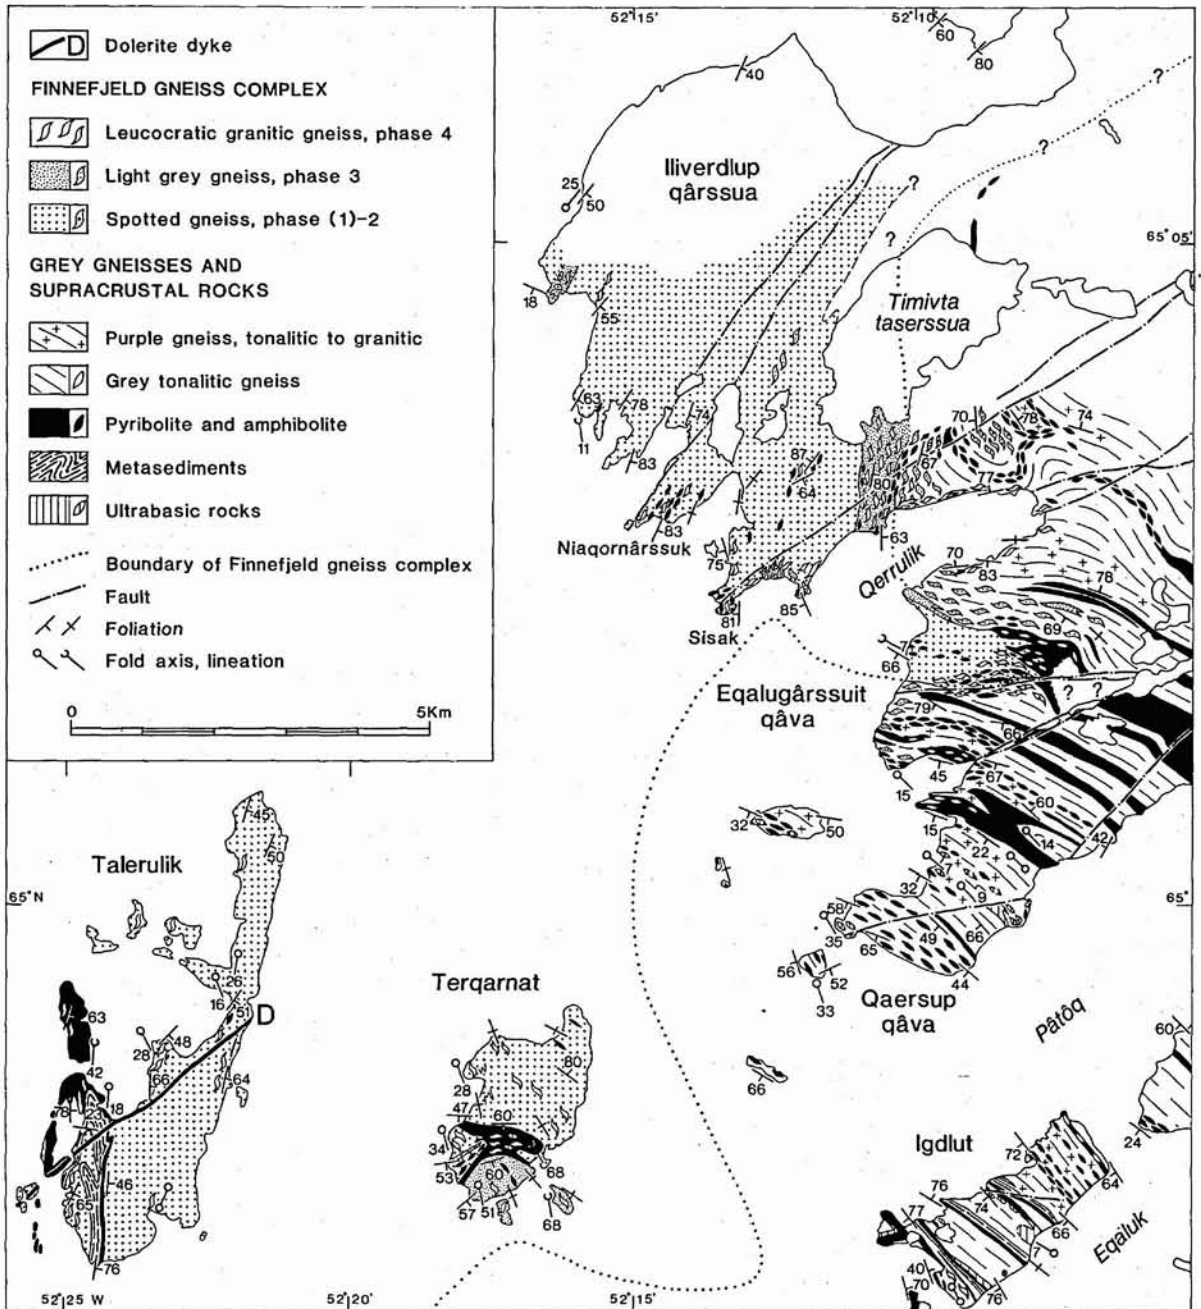 D Dolerite dyke
FINNEFJELD GNEISS COMPLEX
Leucocratic granitic gneiss, phase 4
Light grey gneiss, phase 3
Spotted gneiss, phase (1)-2
GREY GNEISSES AND
SUPRACRUSTAL ROCKS
Purple gneiss, tonalitic to granitic
Grey tonalitic gneiss
Pyribolite and amphibolite
Metasediments
Ultrabasic rocks
Boundary of Finnefjeld gneiss complex
Fault
Foliation
Fold axis, lineation
0 5Km
52°15' 52°10'
60
80
40
?
?
Iliverdlup
qârssua
25
50
?
?
65°05'
18
55
Timivta
taserssua
63
78
74
11
83
87
64
70
78
74
67
77
80
83
63
Niaqornârssuk
75
Qerrulik
70
83
78
81
85
Sisak
69
7
66
Eqalugârssuit
qâva
? ?
79
66
45
67
15
60
32
50
15
14
42
22
7
32
9
58
35
65
49
66
44
56
52
33
Qaersup
qâva
Pâtôq
66
60
24
Talerulik
45
50
65°N
65°
26
16
51
D
63
48
28
66
42
64
78
23
18
46
65
76
Terqarnat
80
28
47
60
34
53
60
68
57
51
68
Igdlut
72
64
76
74
77
66
7
Eqaluk
40
70
76
52°25 W 52°20' 52°15'